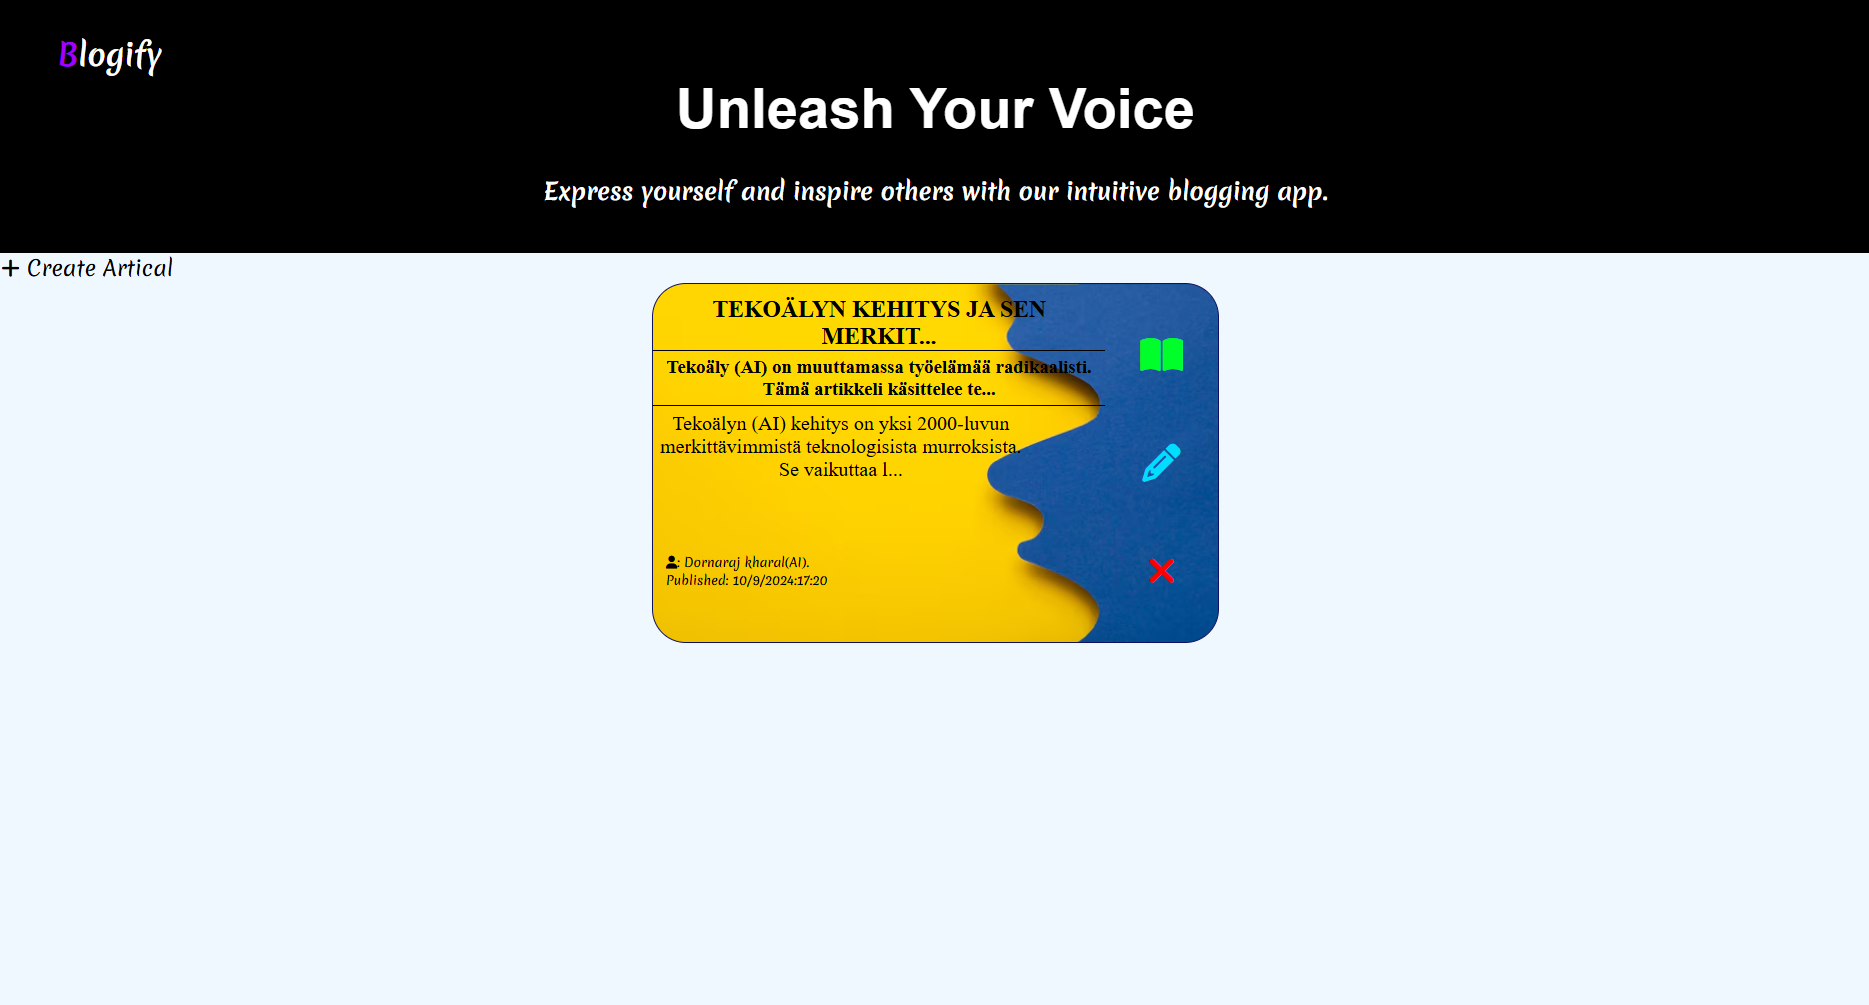 Blogify
Unleash Your Voice
Express yourself and inspire others with our intuitive blogging app.
Create Artical
TEKOÄLYN KEHITYS JA SEN
MERKIT...
Tekoäly (AI) on muuttamassa työelämää radikaalisti.
Tämä artikkeli käsittelee te...
Tekoälyn (AI) kehitys on yksi 2000-luvun
merkittävimmistä teknologisista murroksista.
Se vaikuttaa l...
: Dornaraj kharal(AI).
Published: 10/9/2024:17:20